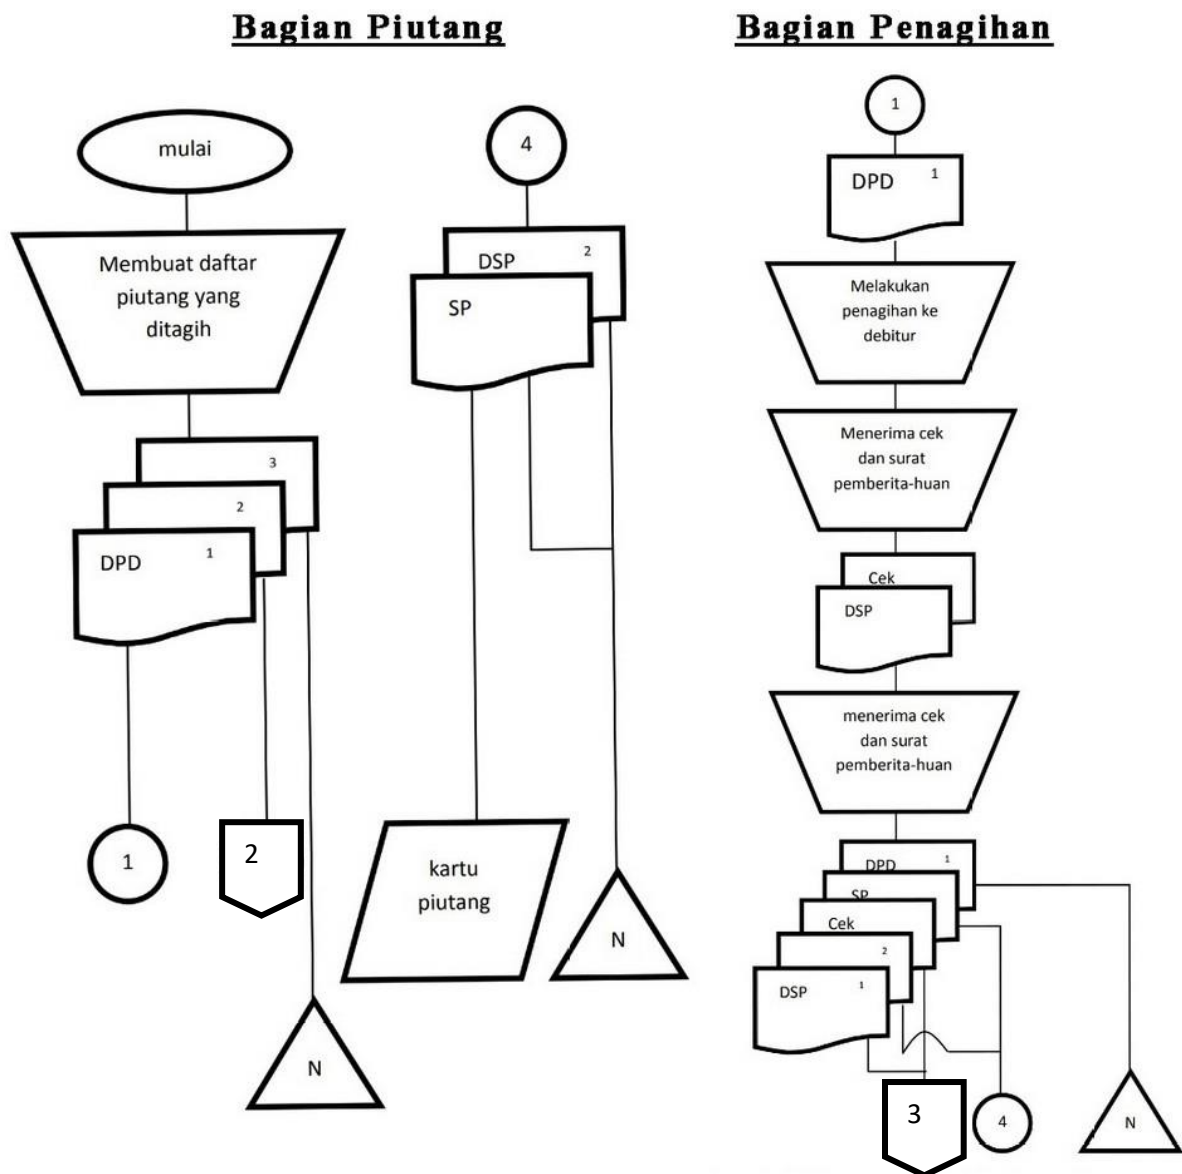 Bagian Piutang
mulai
Membuat daftar
piutang yang
ditagih
3
2
DPD 1
1
2
N
4
DSP 2
SP
kartu
piutang
N
Bagian Penagihan
1
DPD 1
Melakukan
penagihan ke
debitur
Menerima cek
dan surat
pemberita-huan
Cek
DSP
menerima cek
dan surat
pemberita-huan
DPD 1
SP
Cek
2
DSP 1
3
4
N